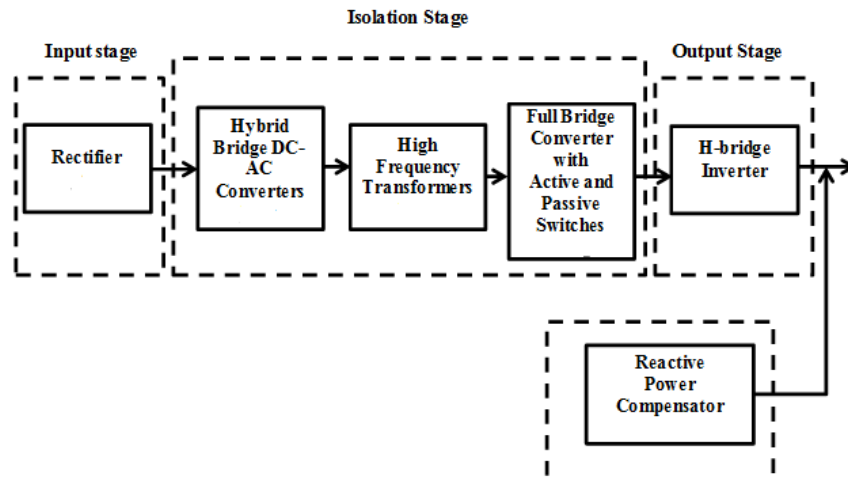 Isolation Stage
Input stage
Output Stage
Rectifier
Hybrid
Bridge DC-
AC
Converters
High
Frequency
Transformers
Full Bridge
Converter
with
Active and
Passive
Switches
H-bridge
Inverter
Reactive
Power
Compensator